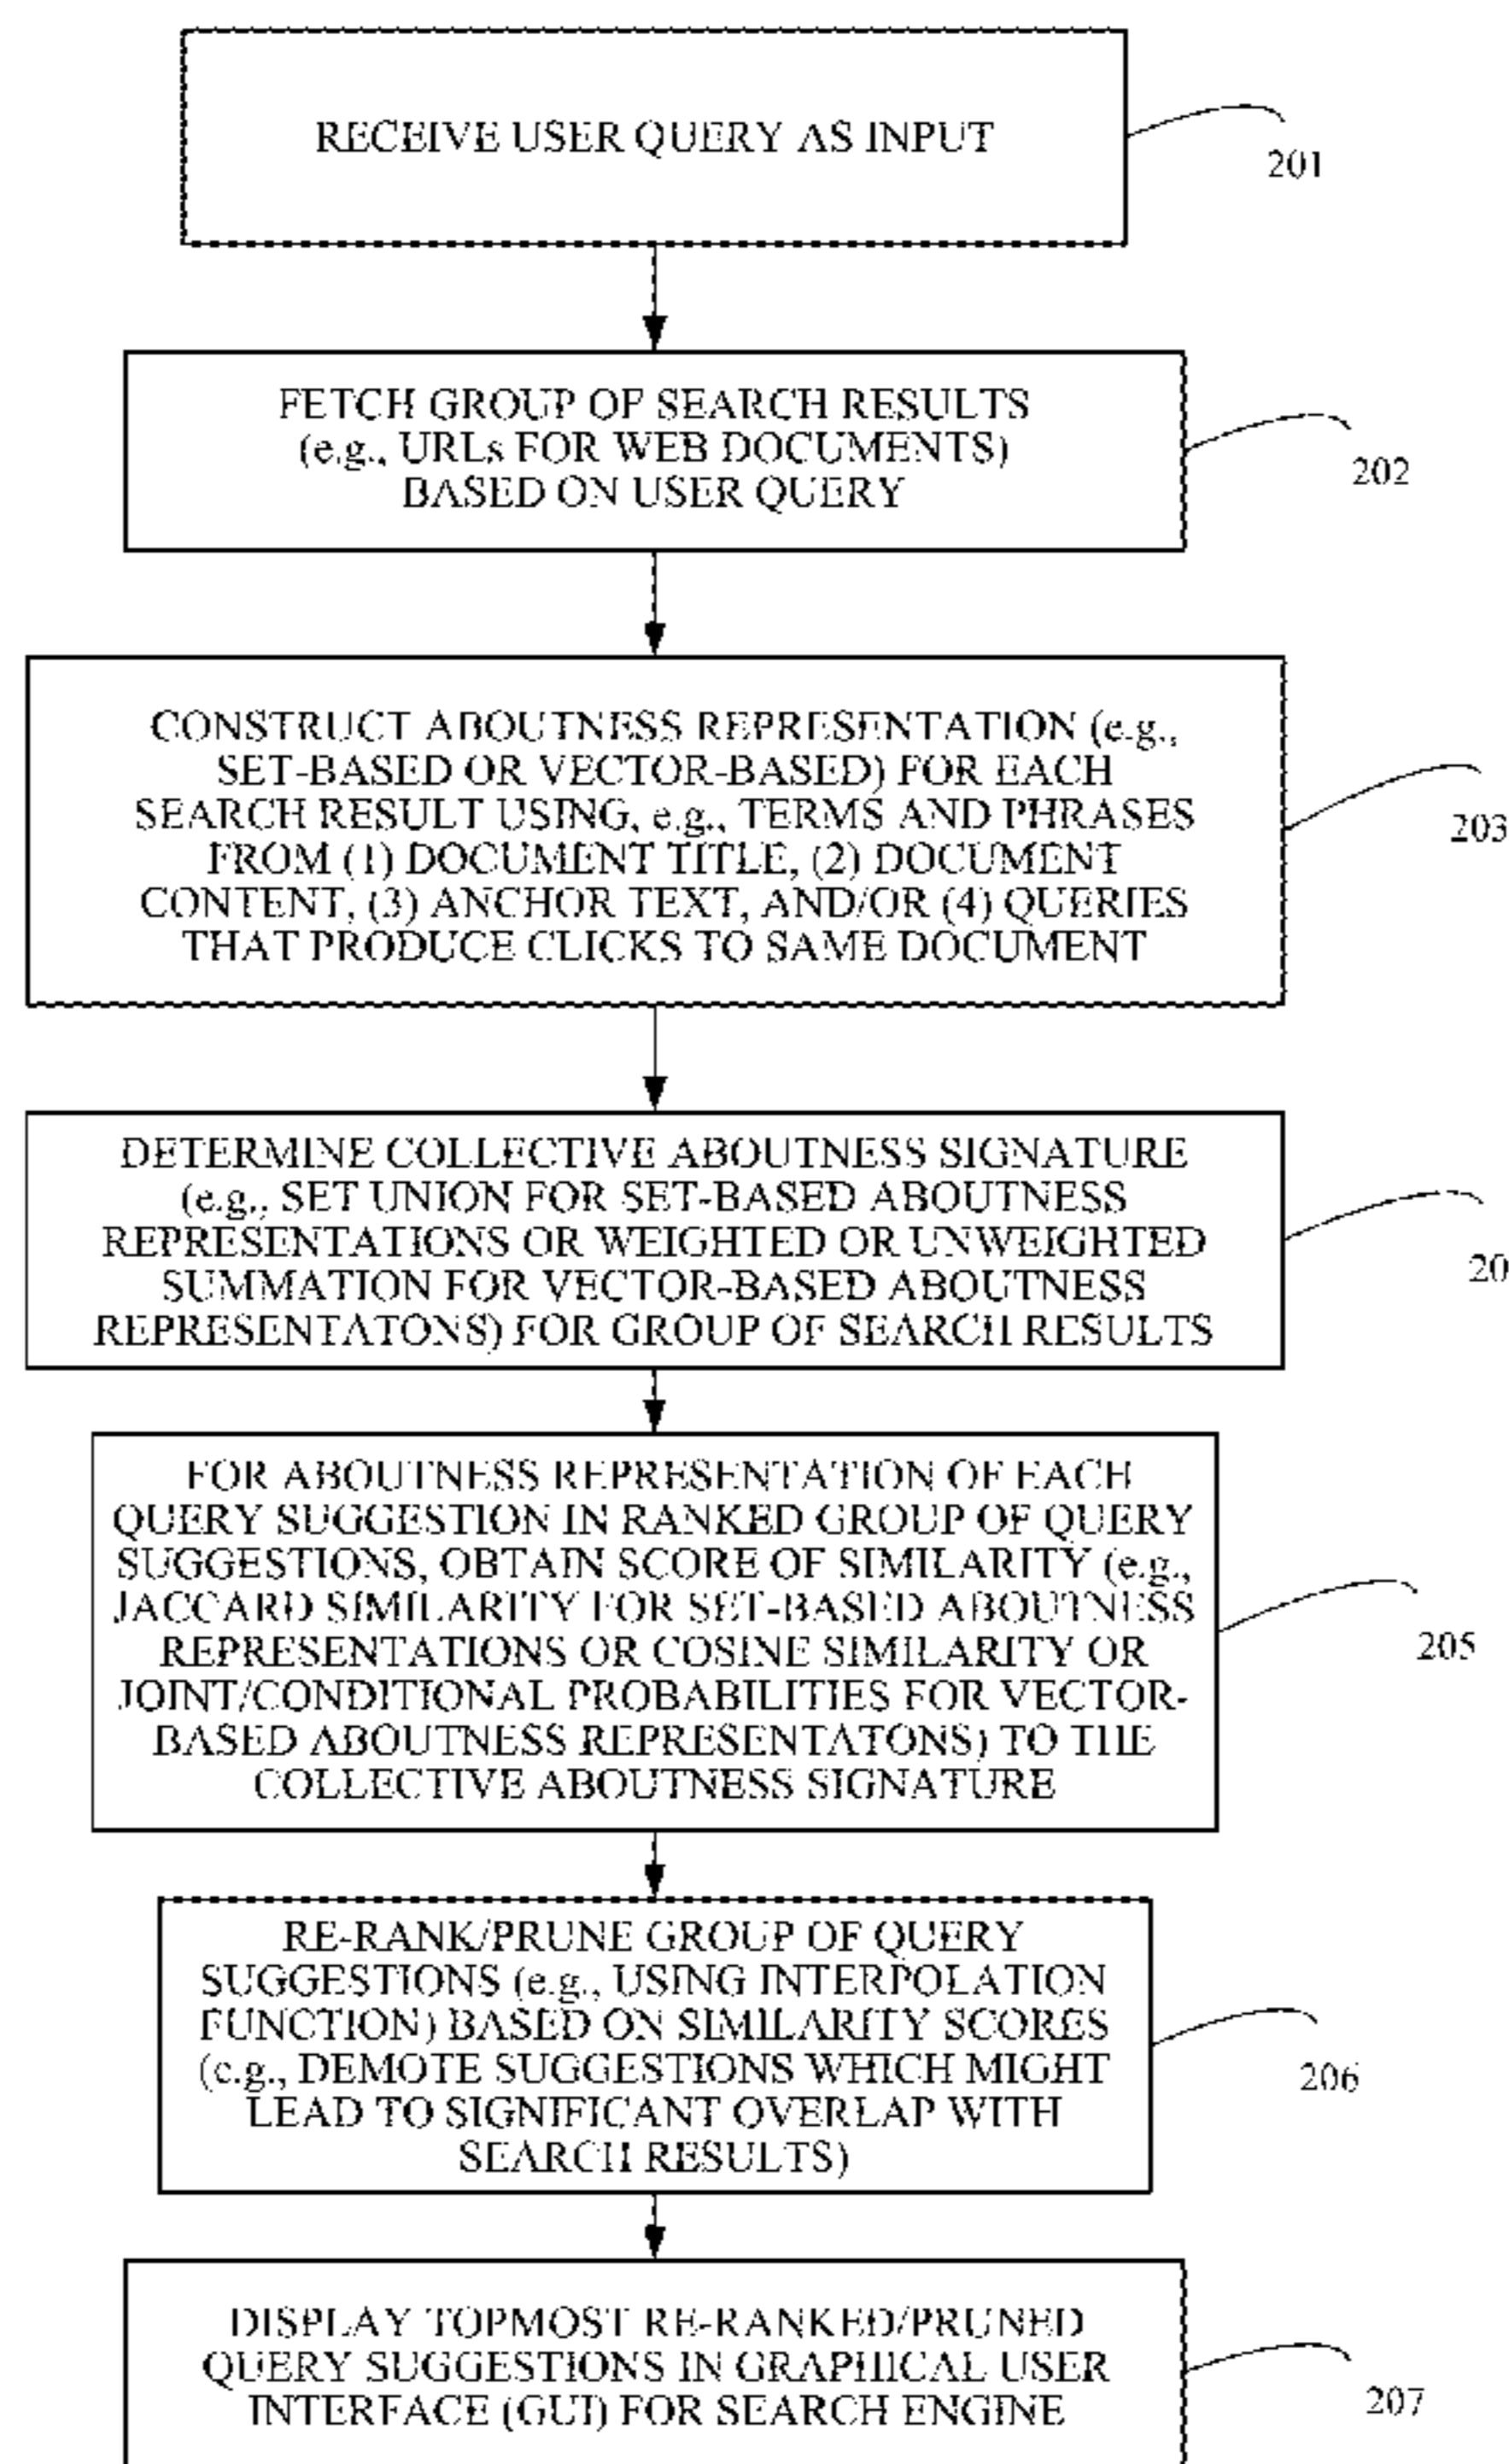 RECEIVE USER QUERY AS INPUT
201
FETCH GROUP OF SEARCH RESULTS
(e.g., URLs FOR WEB DOCUMENTS)
BASED ON USER QUERY
202
CONSTRUCT ABOUTNESS REPRESENTATION (e.g.,
SET-BASED OR VECTOR-BASED) FOR EACH
SEARCH RESULT USING, e.g., TERMS AND PHRASES
FROM (1) DOCUMENT TITLE, (2) DOCUMENT
CONTENT, (3) ANCHOR TEXT, AND/OR (4) QUERIES
THAT PRODUCE CLICKS TO SAME DOCUMENT
203
DETERMINE COLLECTIVE ABOUTNESS SIGNATURE
(e.g., SET UNION FOR SET-BASED ABOUTNESS
REPRESENTATIONS OR WEIGHTED OR UNWEIGHTED
SUMMATION FOR VECTOR-BASED ABOUTNESS
REPRESENTATONS) FOR GROUP OF SEARCH RESULTS
20
FOR ABOUTNESS REPRESENTATION OF EACH
QUERY SUGGESTION IN RANKED GROUP OF QUERY
SUGGESTIONS, OBTAIN SCORE OF SIMILARITY (e.g.,
JACCARD SIMILARITY FOR SET-BASED ABOUTNESS
REPRESENTATIONS OR COSINE SIMILARITY OR
JOINT/CONDITIONAL PROBABILITIES FOR VECTOR-
BASED ABOUTNESS REPRESENTATONS) TO THE
COLLECTIVE ABOUTNESS SIGNATURE
205
RE-RANK/PRUNE GROUP OF QUERY
SUGGESTIONS (e.g., USING INTERPOLATION
FUNCTION) BASED ON SIMILARITY SCORES
(e.g., DEMOTE SUGGESTIONS WHICH MIGHT
LEAD TO SIGNIFICANT OVERLAP WITH
SEARCH RESULTS)
206
DISPLAY TOPMOST RE-RANKED/PRUNED
QUERY SUGGESTIONS IN GRAPHICAL USER
INTERFACE (GUI) FOR SEARCH ENGINE
207